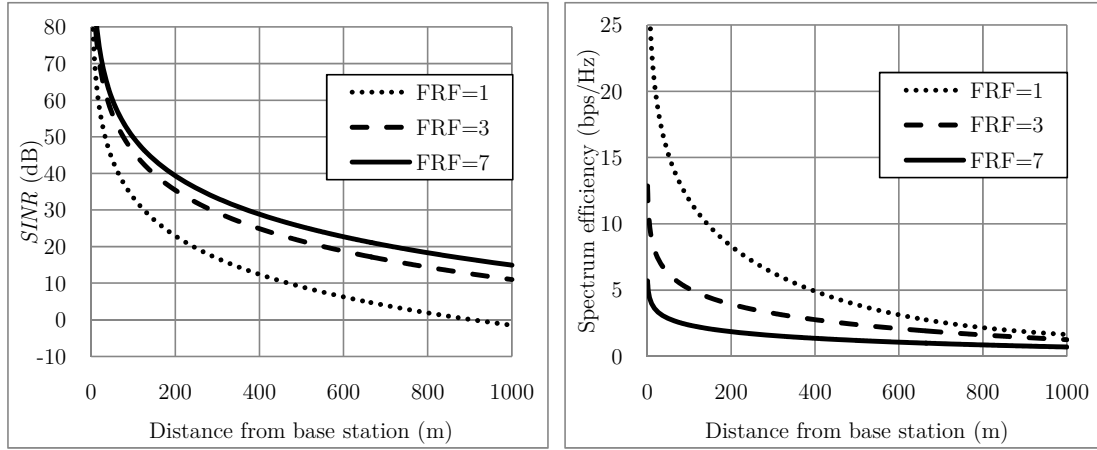 SINR (dB)
80
70
60
50
40
30
20
10
0
-10
FRF=1
FRF=3
FRF=7
0 200 400 600 800 1000
Distance from base station (m)
Spectrum efficiency (bps/Hz)
25
20
15
10
5
0
FRF=1
FRF=3
FRF=7
0 200 400 600 800 1000
Distance from base station (m)